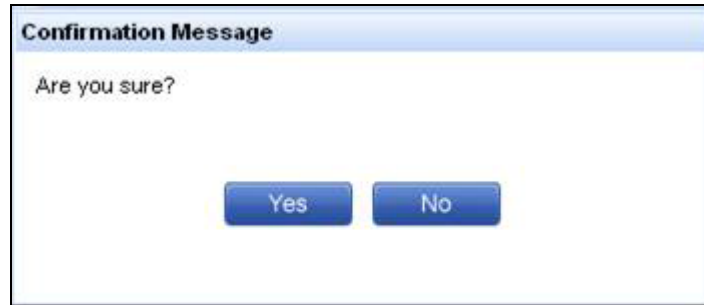 Confirmation Message
Are you sure?
Yes No